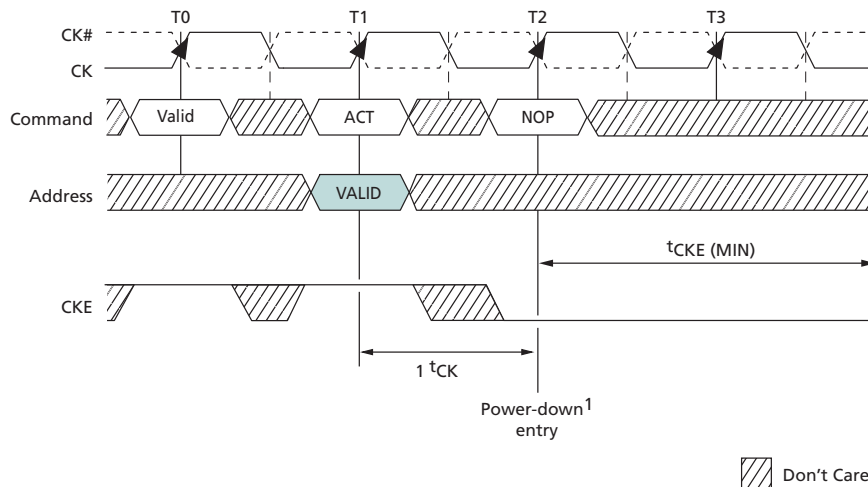 T0 T1 T2 T3
CK#
CK
Command Valid ACT NOP
Address VALID
tCKE (MIN)
CKE
1 tCK
Power-down1
entry
Don't Care